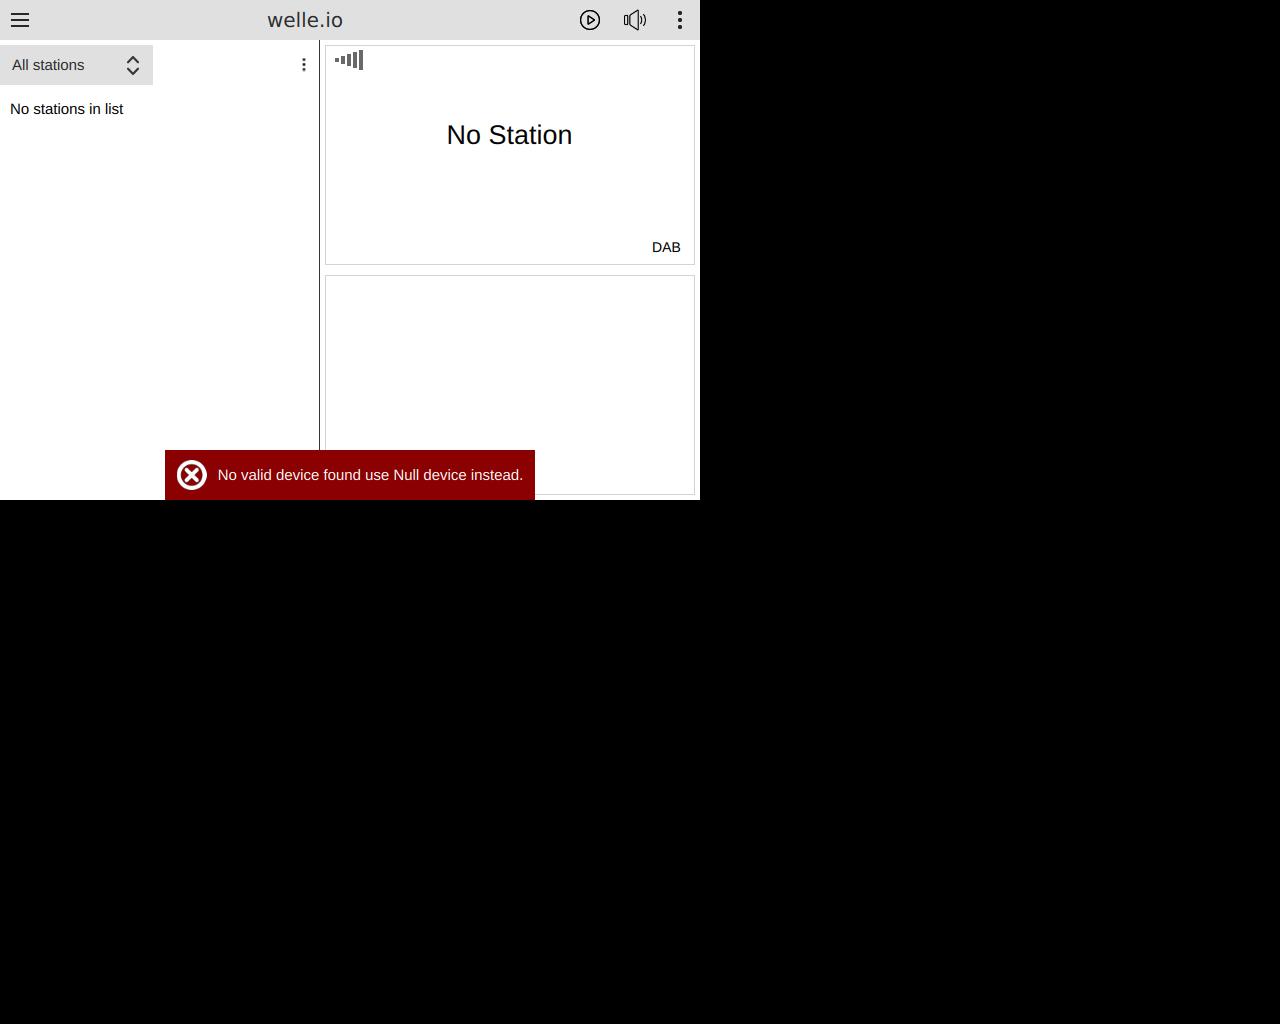 welle.io
All stations
No stations in list
No Station
DAB
No valid device found use Null device instead.